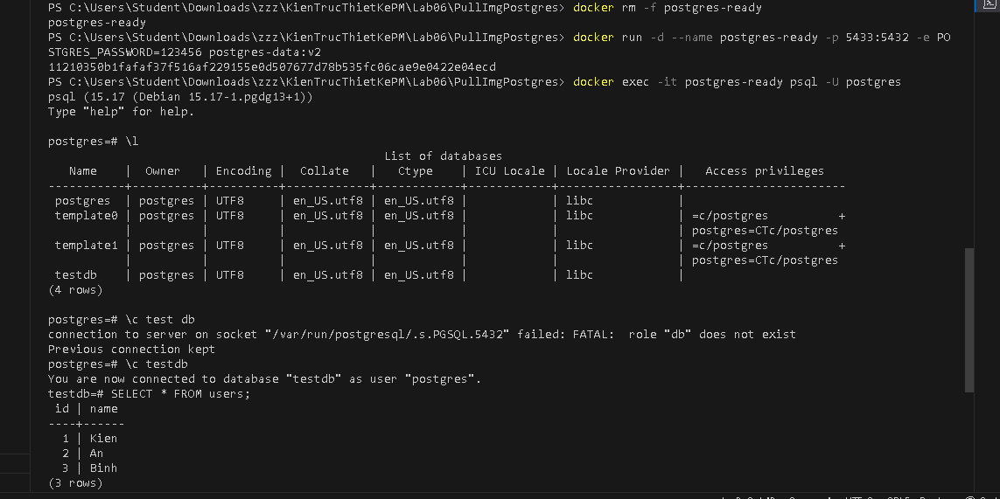 PS C:\Users\Student\Downloads\zzz\KienTrucThietKePM\Lab06\PullImgPostgres> docker rm -f postgres-ready
postgres-ready
PS C:\Users\Student\Downloads\zzz\KienTrucThietKePM\Lab06\PullImgPostgres> docker run -d --name postgres-ready -p 5433:5432 -e PO
STGRES_PASSWORD=123456 postgres-data:v2
11210350b1fafaf37f516af229155e0d507677d78b535fc06cae9e0422e04ecd
PS C:\Users\Student\Downloads\zzz\KienTrucThietKePM\Lab06\PullImgPostgres> docker exec -it postgres-ready psql -U postgres
psql (15.17 (Debian 15.17-1.pgdg13+1))
Type "help" for help.
postgres=# \l
List of databases
Name | Owner | Encoding | Collate | Ctype | ICU Locale | Locale Provider | Access privileges
-----------+----------+----------+------------+------------+------------+-----------------+-----------------------
postgres | postgres | UTF8 | en_US.utf8 | en_US.utf8 | | libc |
template0 | postgres | UTF8 | en_US.utf8 | en_US.utf8 | | libc | =c/postgres +
| | | | | | | postgres=CTc/postgres
template1 | postgres | UTF8 | en_US.utf8 | en_US.utf8 | | libc | =c/postgres +
| | | | | | | postgres=CTc/postgres
testdb | postgres | UTF8 | en_US.utf8 | en_US.utf8 | | libc |
(4 rows)
postgres=# \c test db
connection to server on socket "/var/run/postgresql/.s.PGSQL.5432" failed: FATAL:  role "db" does not exist
Previous connection kept
postgres=# \c testdb
You are now connected to database "testdb" as user "postgres".
testdb=# SELECT * FROM users;
id | name
----+------
1 | Kien
2 | An
3 | Binh
(3 rows)